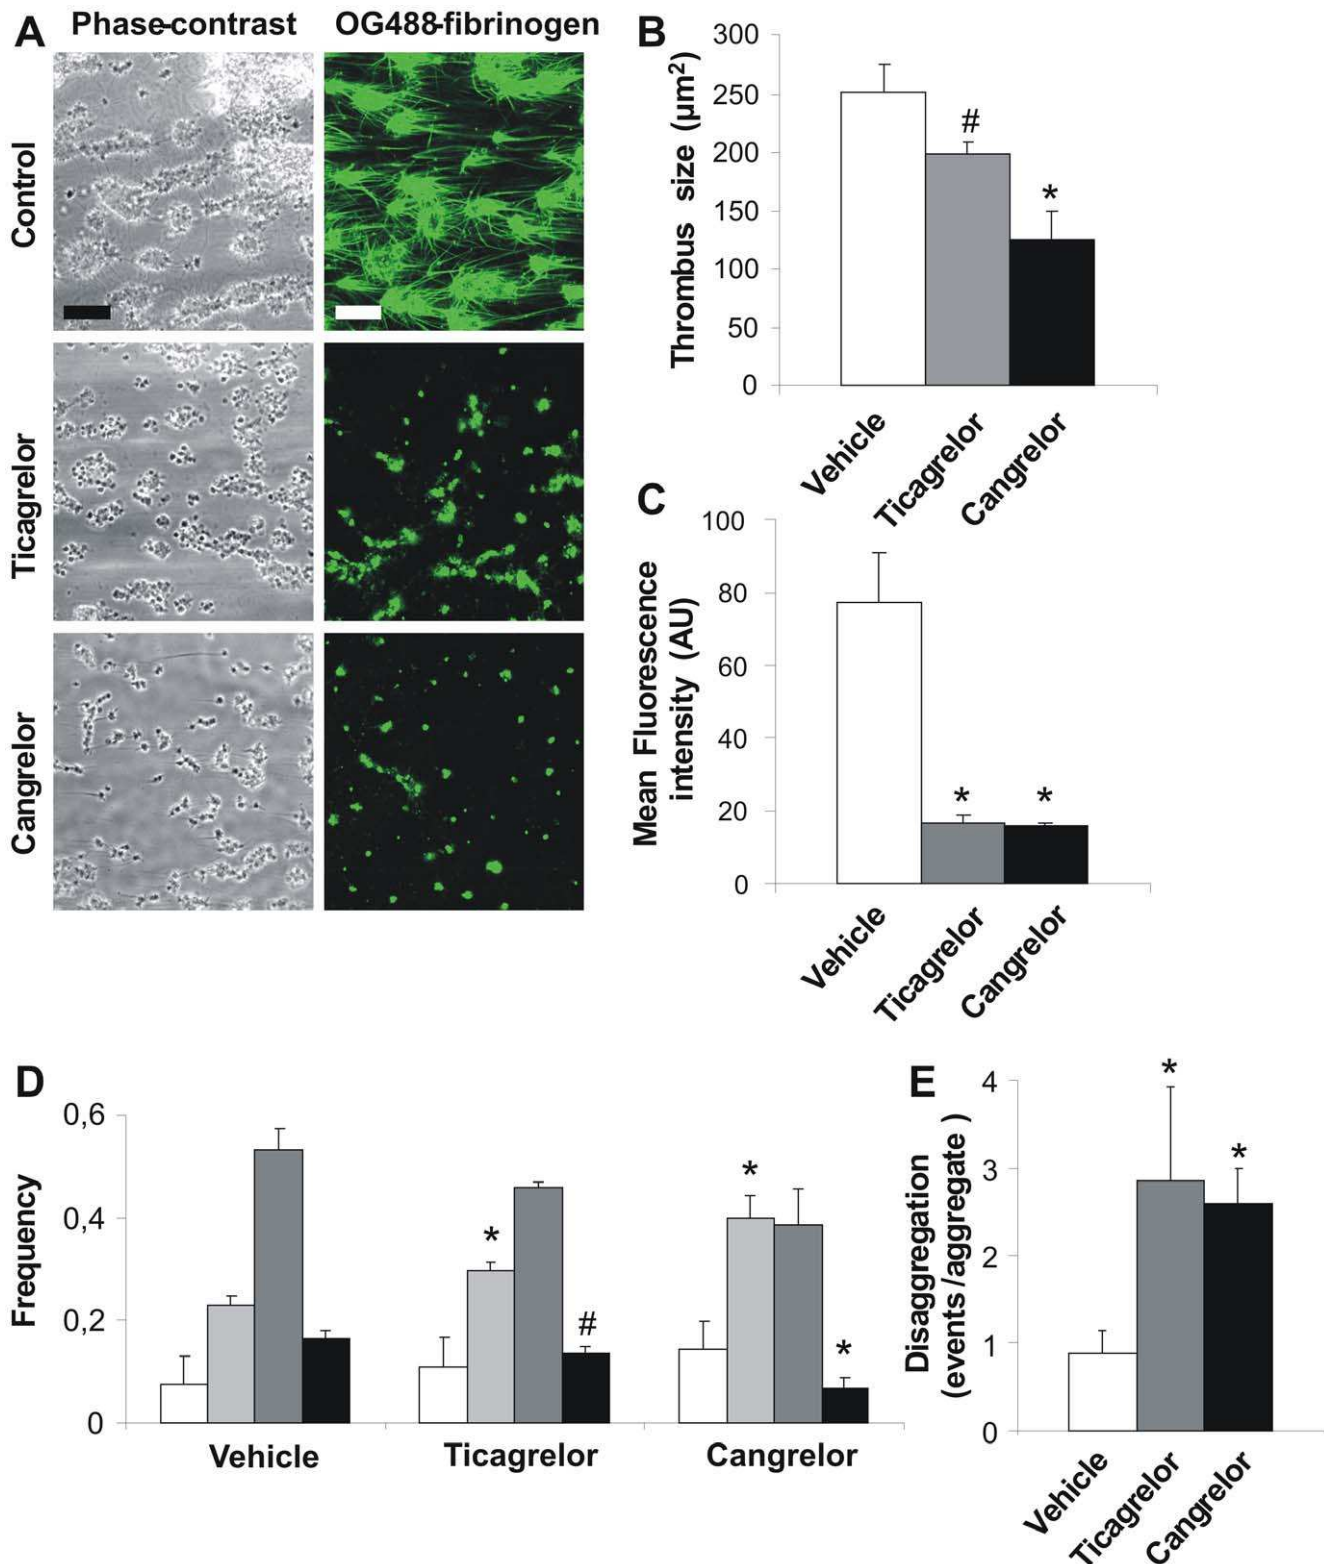 A
Phase-contrast
OG488-fibrinogen
Control
Ticagrelor
Cangrelor
B
Thrombus size (µm²)
300
250
200
150
100
50
0
#
*
Vehicle
Ticagrelor
Cangrelor
C
Mean Fluorescence
intensity (AU)
100
80
60
40
20
0
*
*
Vehicle
Ticagrelor
Cangrelor
D
Frequency
0,6
0,4
0,2
0
*
#
*
*
Vehicle
Ticagrelor
Cangrelor
E
Disaggregation
(events/aggregate )
4
3
2
1
0
*
*
Vehicle
Ticagrelor
Cangrelor